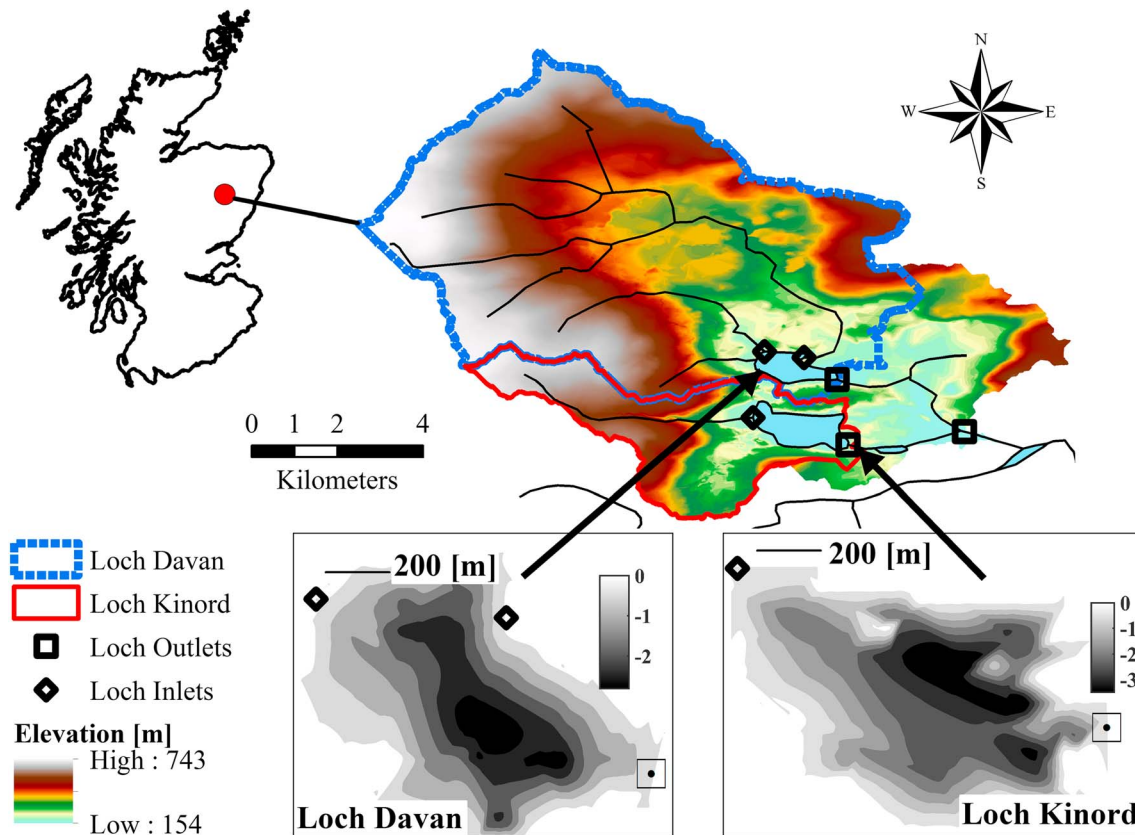 N
W E
S
0 1 2 4
Kilometers
Loch Davan
Loch Kinord
Loch Outlets
Loch Inlets
Elevation [m]
High : 743
Low : 154
200 [m]
0
-1
-2
Loch Davan
200 [m]
0
-1
-2
-3
Loch Kinord